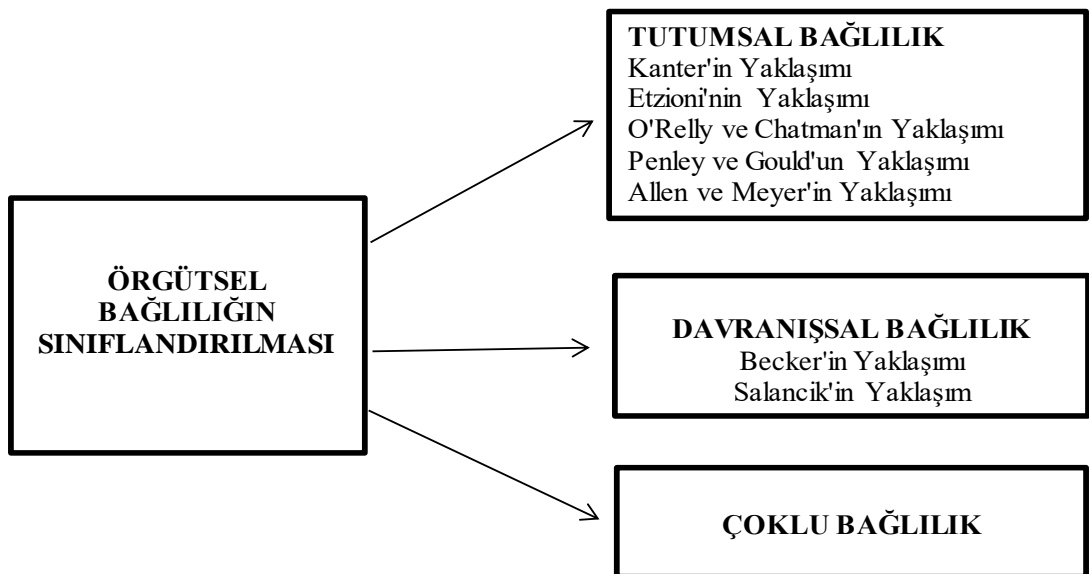 ÖRGÜTSEL
BAĞLILIĞIN
SINIFLANDIRILMASI
TUTUMSAL BAĞLILIK
Kanter'in Yaklaşımı
Etzioni'nin Yaklaşımı
O'Relly ve Chatman'ın Yaklaşımı
Penley ve Gould'un Yaklaşımı
Allen ve Meyer'in Yaklaşımı
DAVRANIŞSAL BAĞLILIK
Becker'in Yaklaşımı
Salancik'in Yaklaşım
ÇOKLU BAĞLILIK